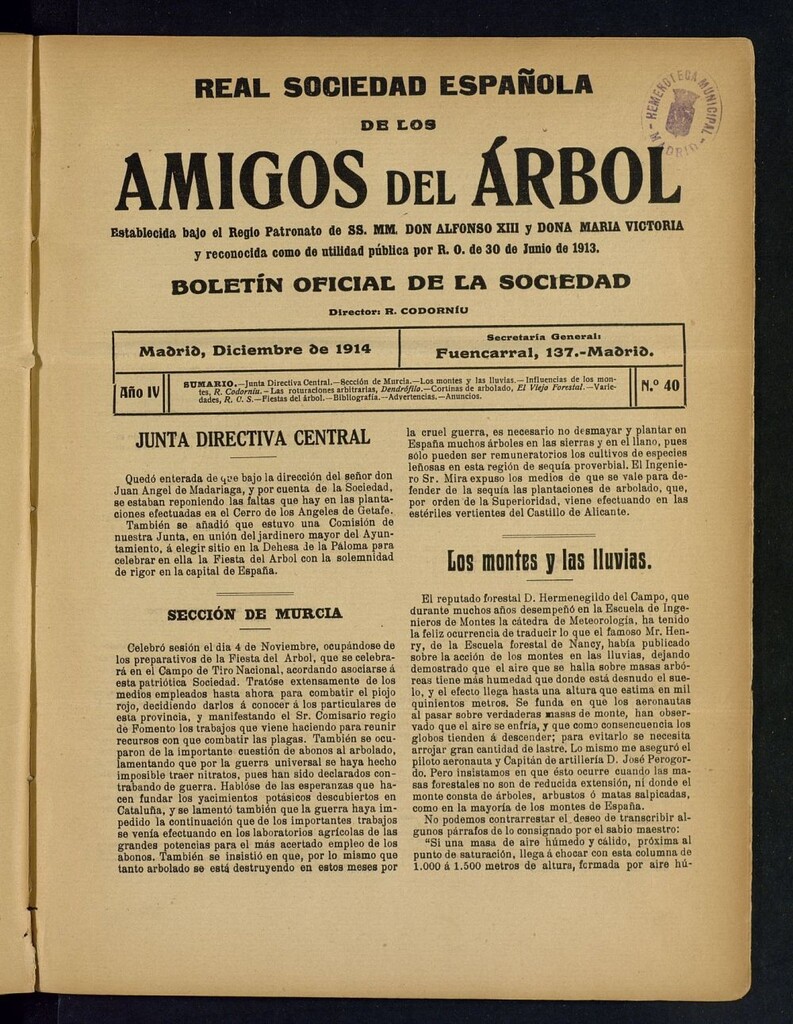 REAL SOCIEDAD ESPAÑOLA
DE LOS
AMIGOS DEL ÁRBOL
HEMEROTECA MUNICIPAL
MADRID
Establecida bajo el Regio Patronato de SS. MM. DON ALFONSO XIII y DONA MARIA VICTORIA
y reconocida como de utilidad pública por R. O. de 30 de Junio de 1913.
BOLETÍN OFICIAL DE LA SOCIEDAD
Director: R. CODORNÍU
Madrid, Diciembre de 1914
Secretaría General:
Fuencarral, 137.-Madrid.
Año IV
SUMARIO.—Junta Directiva Central.—Sección de Murcia.—Los montes y las lluvias.—Influencias de los mon-
tes, R. Codorníu.—Las roturaciones arbitrarias, Dendrófilo.—Cortinas de arbolado, El Viejo Forestal.—Varie-
dades, R. C. S.—Fiestas del árbol.—Bibliografía.—Advertencias.—Anuncios.
N.º 40
JUNTA DIRECTIVA CENTRAL
Quedó enterada de que bajo la dirección del señor don
Juan Angel de Madariaga, y por cuenta de la Sociedad,
se estaban reponiendo las faltas que hay en las planta-
ciones efectuadas en el Cerro de los Angeles de Getafe.
También se añadió que estuvo una Comisión de
nuestra Junta, en unión del jardinero mayor del Ayun-
tamiento, á elegir sitio en la Dehesa de la Páloma para
celebrar en ella la Fiesta del Arbol con la solemnidad
de rigor en la capital de España.
SECCIÓN DE MURCIA
Celebró sesión el dia 4 de Noviembre, ocupándose de
los preparativos de la Fiesta del Arbol, que se celebra-
rá en el Campo de Tiro Nacional, acordando asociarse á
esta patriótica Sociedad. Tratóse extensamente de los
medios empleados hasta ahora para combatir el piojo
rojo, decidiendo darlos á conocer á los particulares de
esta provincia, y manifestando el Sr. Comisario regio
de Fomento los trabajos que viene haciendo para reunir
recursos con que combatir las plagas. También se ocu-
paron de la importante cuestión de abonos al arbolado,
lamentando que por la guerra universal se haya hecho
imposible traer nitratos, pues han sido declarados con-
trabando de guerra. Hablóse de las esperanzas que ha-
cen fundar los yacimientos potásicos descubiertos en
Cataluña, y se lamentó también que la guerra haya im-
pedido la continuación que de los importantes trabajos
se venía efectuando en los laboratorios agrícolas de las
grandes potencias para el más acertado empleo de los
abonos. También se insistió en que, por lo mismo que
tanto arbolado se está destruyendo en estos meses por
la cruel guerra, es necesario no desmayar y plantar en
España muchos árboles en las sierras y en el llano, pues
sólo pueden ser remuneratorios los cultivos de especies
leñosas en esta región de sequía proverbial. El Ingenie-
ro Sr. Mira expuso los medios de que se vale para de-
fender de la sequía las plantaciones de arbolado, que,
por orden de la Superioridad, viene efectuando en las
estériles vertientes del Castillo de Alicante.
Los montes y las lluvias.
El reputado forestal D. Hermenegildo del Campo, que
durante muchos años desempeñó en la Escuela de Inge-
nieros de Montes la cátedra de Meteorología, ha tenido
la feliz ocurrencia de traducir lo que el famoso Mr. Hen-
ry, de la Escuela forestal de Nancy, había publicado
sobre la acción de los montes en las lluvias, dejando
demostrado que el aire que se halla sobre masas arbó-
reas tiene más humedad que donde está desnudo el sue-
lo, y el efecto llega hasta una altura que estima en mil
quinientos metros. Se funda en que los aeronautas
al pasar sobre verdaderas masas de monte, han obser-
vado que el aire se enfría, y que como consecuencia los
globos tienden á descender; para evitarlo se necesita
arrojar gran cantidad de lastre. Lo mismo me aseguró el
piloto aeronauta y Capitán de artillería D. José Perogor-
do. Pero insistamos en que ésto ocurre cuando las ma-
sas forestales no son de reducida extensión, ni donde el
monte consta de árboles, arbustos ó matas salpicadas,
como en la mayoría de los montes de España.
No podemos contrarrestar el deseo de transcribir al-
gunos párrafos de lo consignado por el sabio maestro:
“Si una masa de aire húmedo y cálido, próxima al
punto de saturación, llega á chocar con esta columna de
1.000 á 1.500 metros de altura, formada por aire hú-